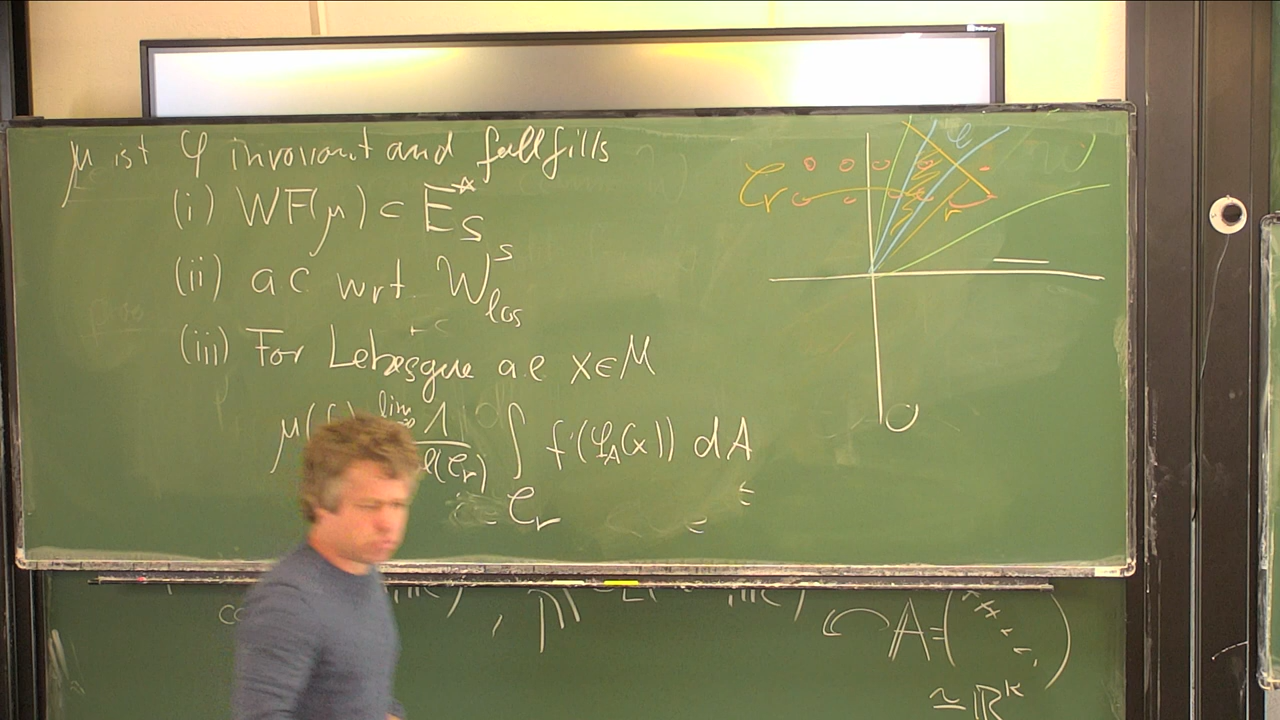 μ ist φ invariant and fullfills
(i) WF(μ) ⊂ E*_S
(ii) ac wrt W^s_loc
(iii) For Lebesgue a.e x∈M
μ( lim 1 / (C_r) ∫_{C_r} f(φ_A(x)) dA
C_r
C
r
A = (
≃ ℝ^k